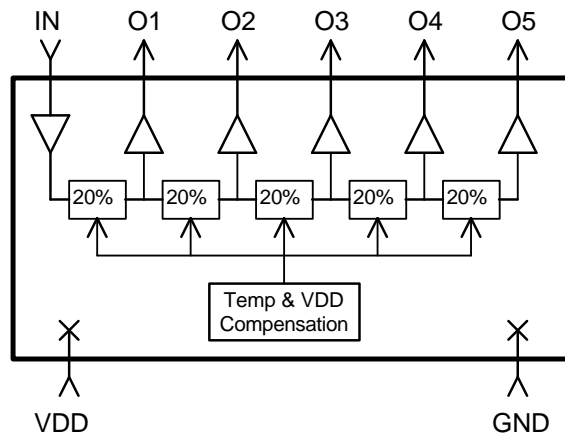 IN O1 O2 O3 O4 O5
20% 20% 20% 20% 20%
Temp & VDD
Compensation
VDD GND